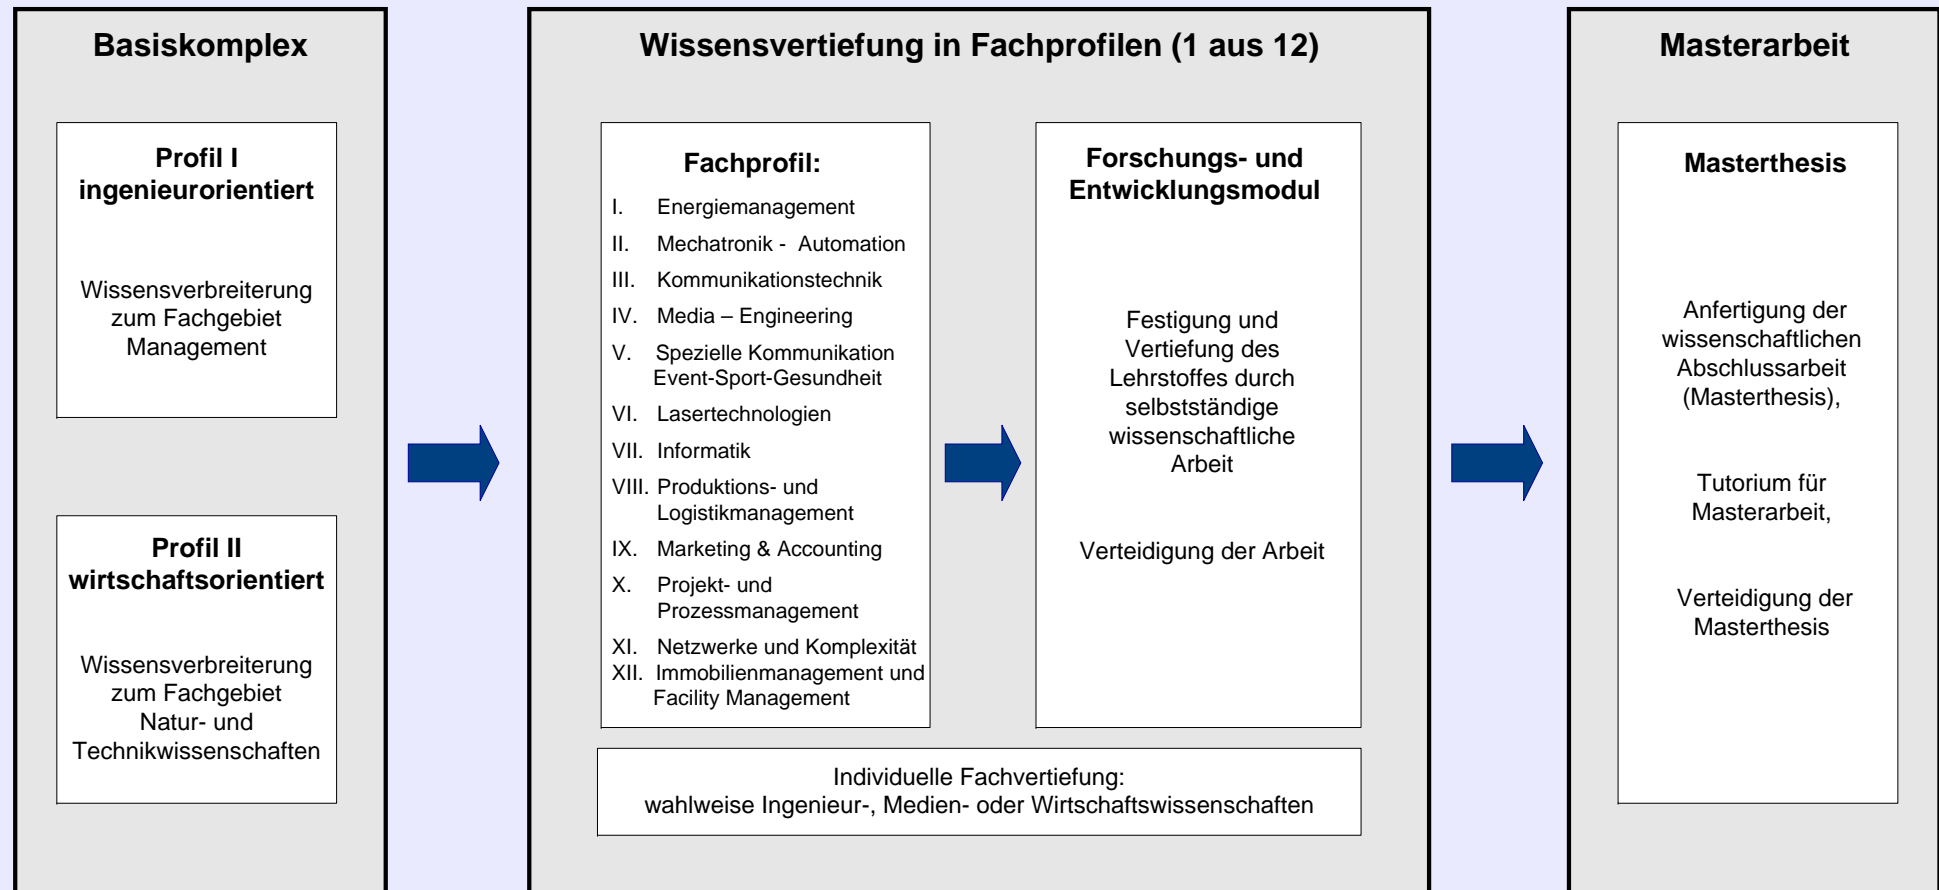 Basiskomplex
Profil I
ingenieurorientiert
Wissensverbreiterung
zum Fachgebiet
Management
Profil II
wirtschaftsorientiert
Wissensverbreiterung
zum Fachgebiet
Natur- und
Technikwissenschaften
Wissensvertiefung in Fachprofilen (1 aus 12)
Fachprofil:
I. Energiemanagement
II. Mechatronik - Automation
III. Kommunikationstechnik
IV. Media – Engineering
V. Spezielle Kommunikation
Event-Sport-Gesundheit
VI. Lasertechnologien
VII. Informatik
VIII. Produktions- und
Logistikmanagement
IX. Marketing & Accounting
X. Projekt- und
Prozessmanagement
XI. Netzwerke und Komplexität
XII. Immobilienmanagement und
Facility Management
Forschungs- und
Entwicklungsmodul
Festigung und
Vertiefung des
Lehrstoffes durch
selbstständige
wissenschaftliche
Arbeit
Verteidigung der Arbeit
Individuelle Fachvertiefung:
wahlweise Ingenieur-, Medien- oder Wirtschaftswissenschaften
Masterarbeit
Masterthesis
Anfertigung der
wissenschaftlichen
Abschlussarbeit
(Masterthesis),
Tutorium für
Masterarbeit,
Verteidigung der
Masterthesis